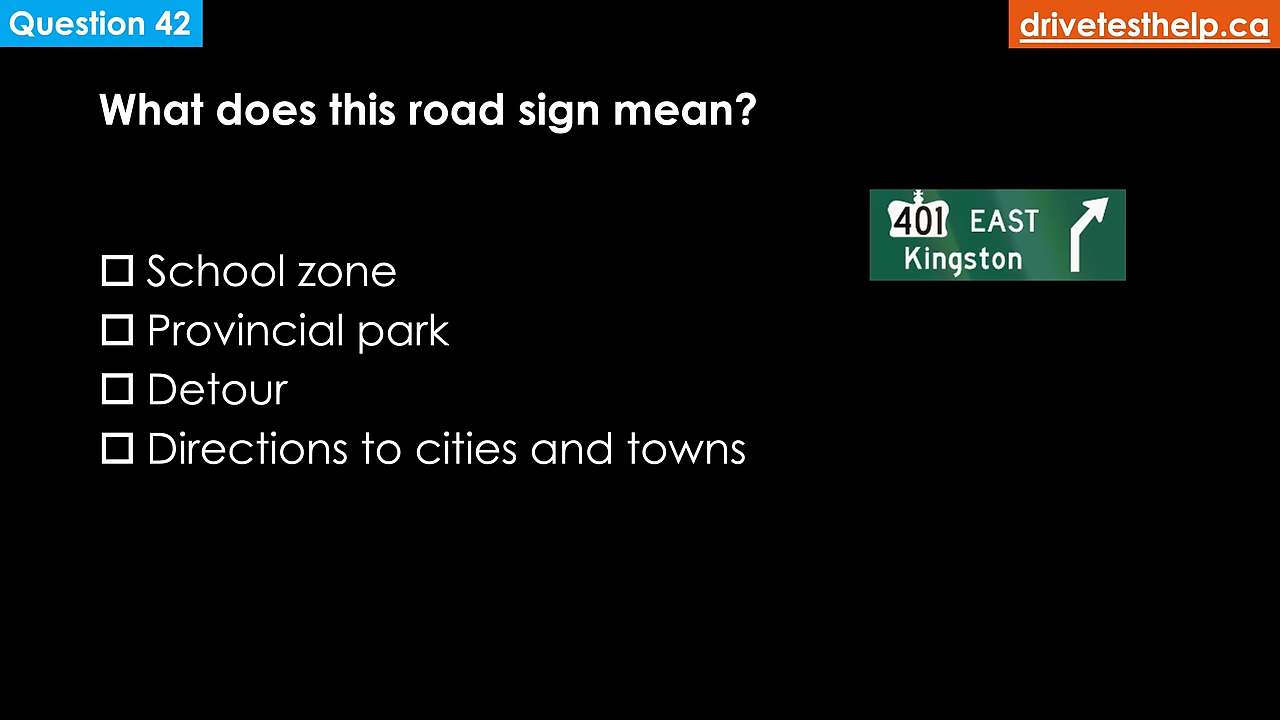 Question 42
drivetesthelp.ca
What does this road sign mean?
401 EAST
Kingston
School zone
Provincial park
Detour
Directions to cities and towns